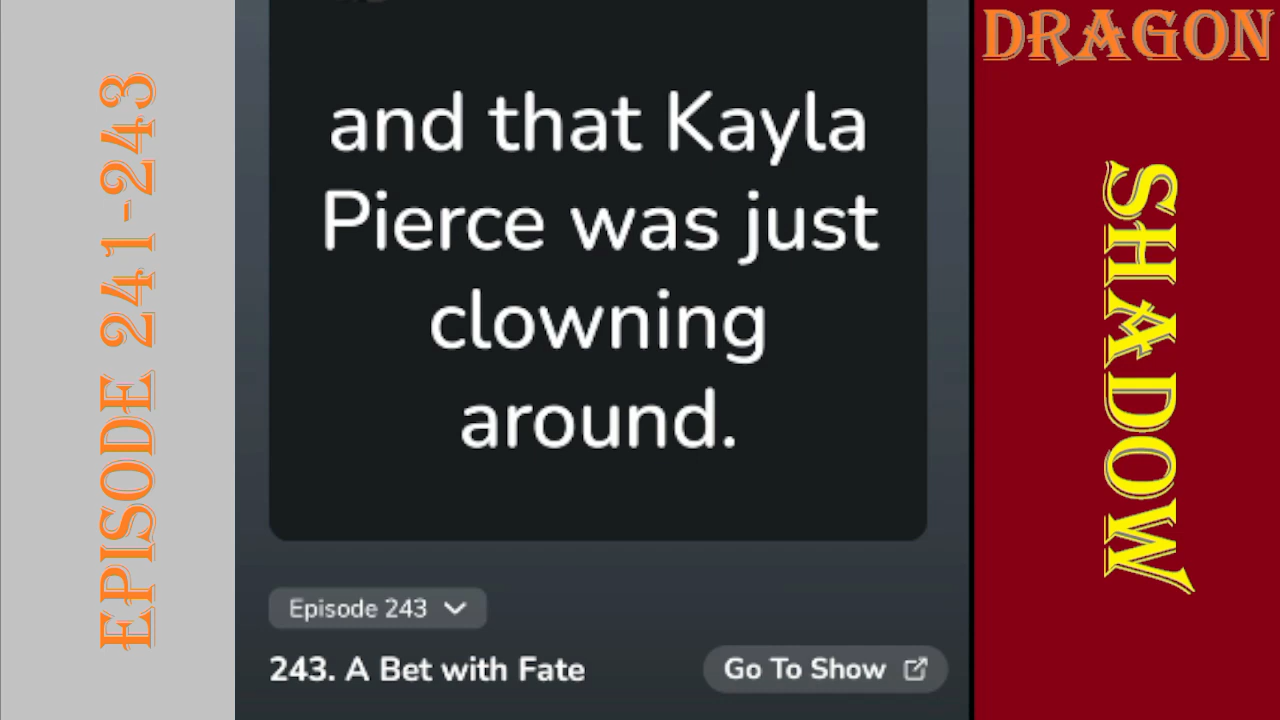 EPISODE 241-243
and that Kayla
Pierce was just
clowning
around.
Episode 243
243. A Bet with Fate
Go To Show
DRAGON
SHADOW